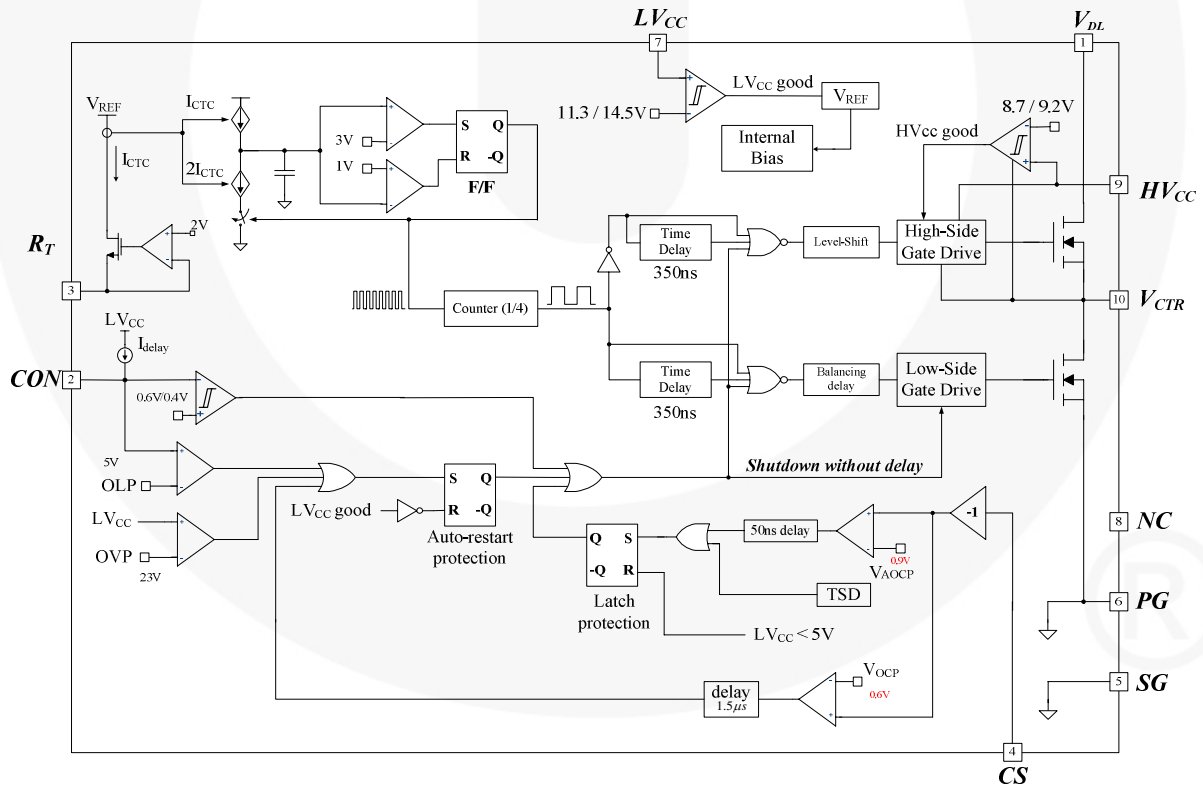 LVCC
VDL
7
1
VREF
ICTC
ICTC
2ICTC
3V
1V
S Q
R -Q
F/F
+
-
+
-
+
-
LVCC good
VREF
11.3 / 14.5V
Internal
Bias
8.7 / 9.2V
HVcc good
-
+
9
HVCC
RT
3
2V
+
-
Time
Delay
350ns
Level-Shift
High-Side
Gate Drive
Counter (1/4)
10
VCTR
LVCC
Idelay
CON
2
-
0.6V/0.4V
+
Time
Delay
350ns
Balancing
delay
Low-Side
Gate Drive
5V
+
-
OLP
LVCC
+
-
OVP
23V
LVCC good
S Q
R -Q
Auto-restart
protection
Shutdown without delay
Q S
-Q R
Latch
protection
50ns delay
+
-
0.9V
VAOCP
-1
TSD
LVCC < 5V
8
NC
6
PG
5
SG
delay
1.5μs
-
+
VOCP
0.6V
4
CS
®